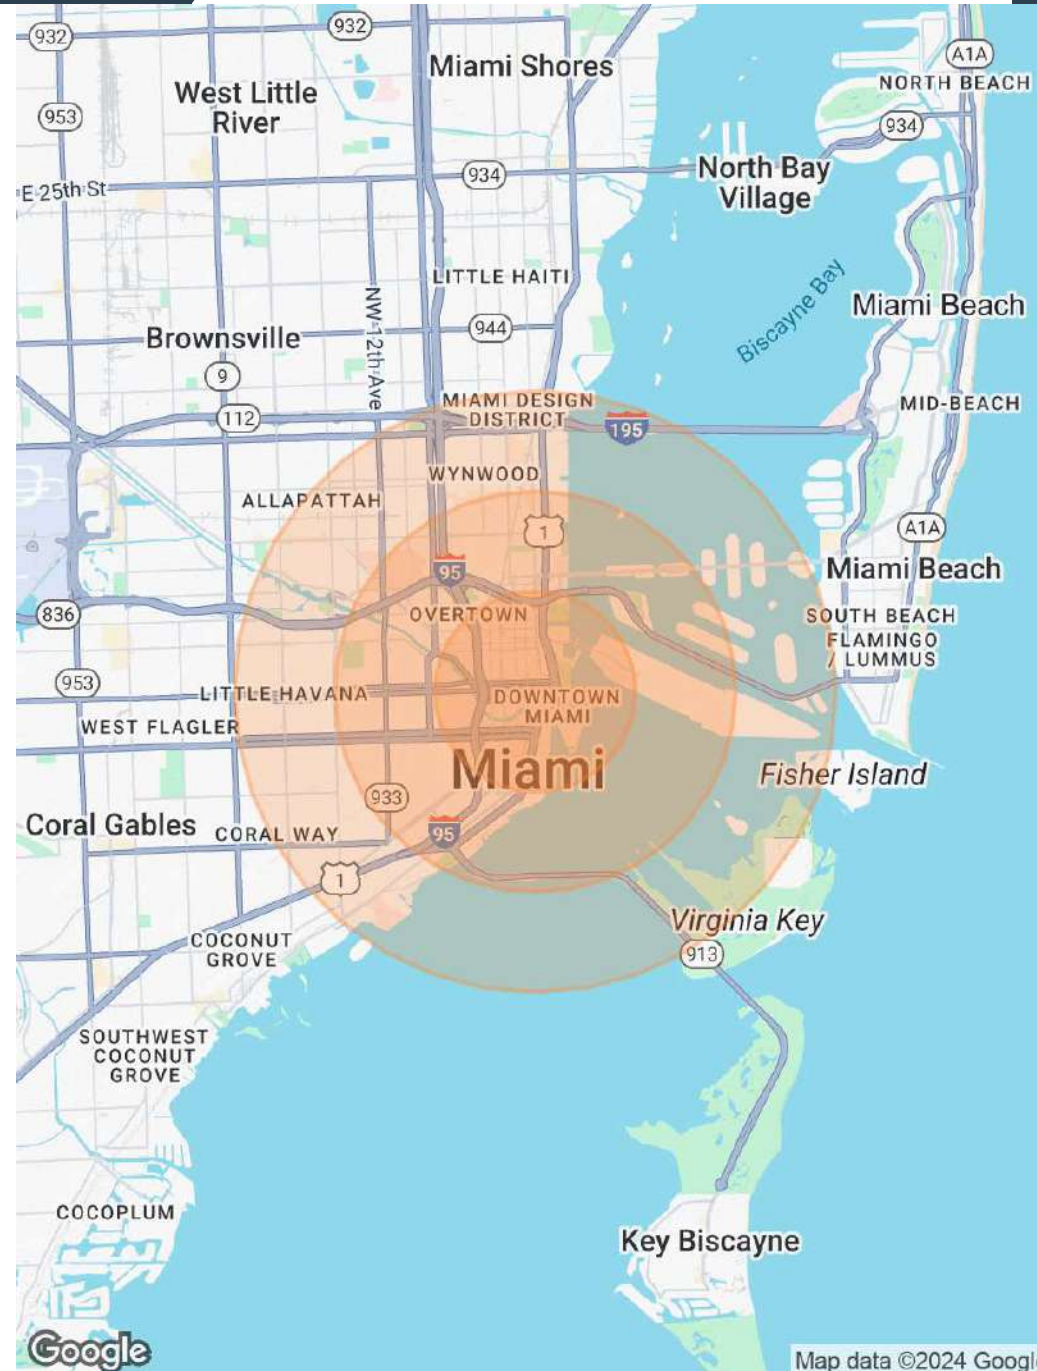 932
932
A1A
Miami Shores
NORTH BEACH
West Little
River
953
934
934
North Bay
Village
E 25th St
LITTLE HAITI
Biscayne Bay
NW 12th Ave
Miami Beach
944
Brownsville
9
MIAMI DESIGN
DISTRICT
MID-BEACH
112
195
WYNWOOD
ALLAPATTAH
1
A1A
95
Miami Beach
836
OVERTOWN
SOUTH BEACH
FLAMINGO
/ LUMMUS
953
LITTLE HAVANA
DOWNTOWN
MIAMI
WEST FLAGLER
Miami
Fisher Island
933
Coral Gables
CORAL WAY
95
1
Virginia Key
COCONUT
GROVE
913
SOUTHWEST
COCONUT
GROVE
COCOPLUM
Key Biscayne
Google
Map data ©2024 Google